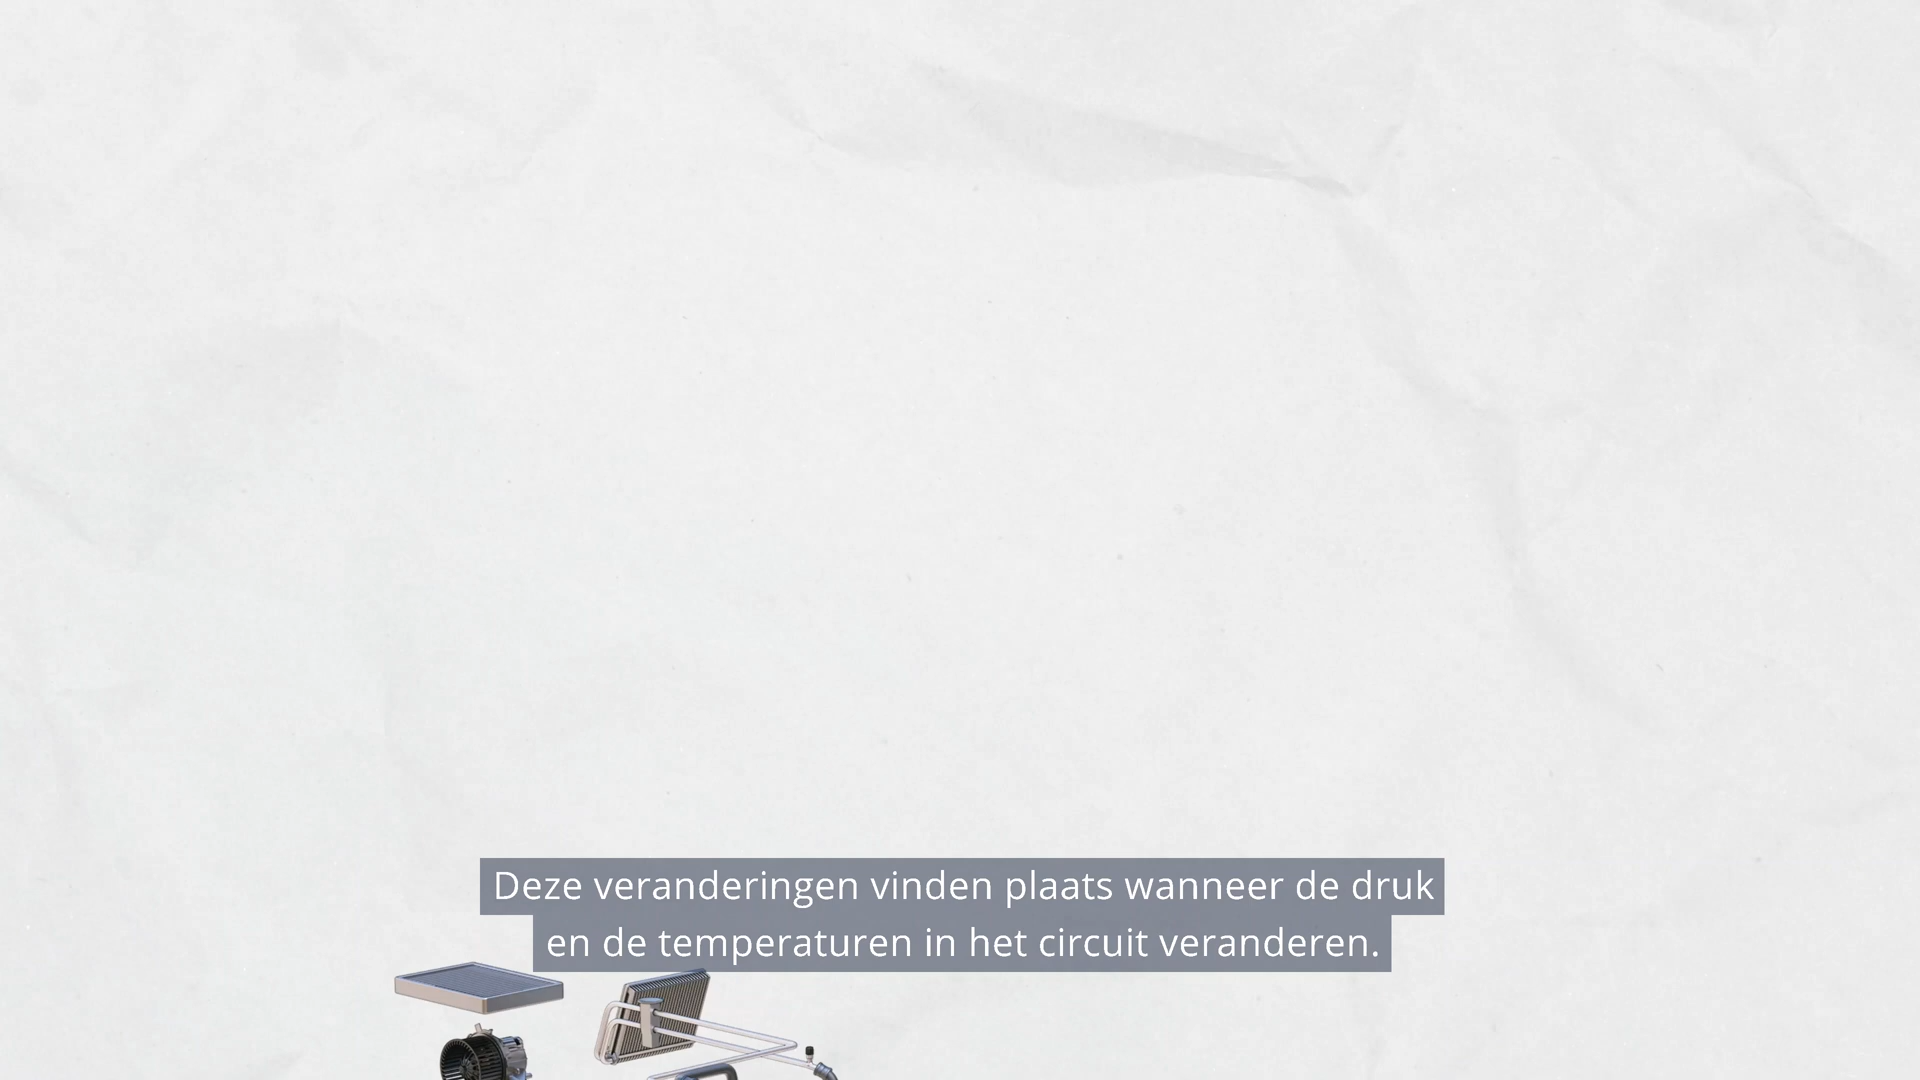 Deze veranderingen vinden plaats wanneer de druk
en de temperaturen in het circuit veranderen.